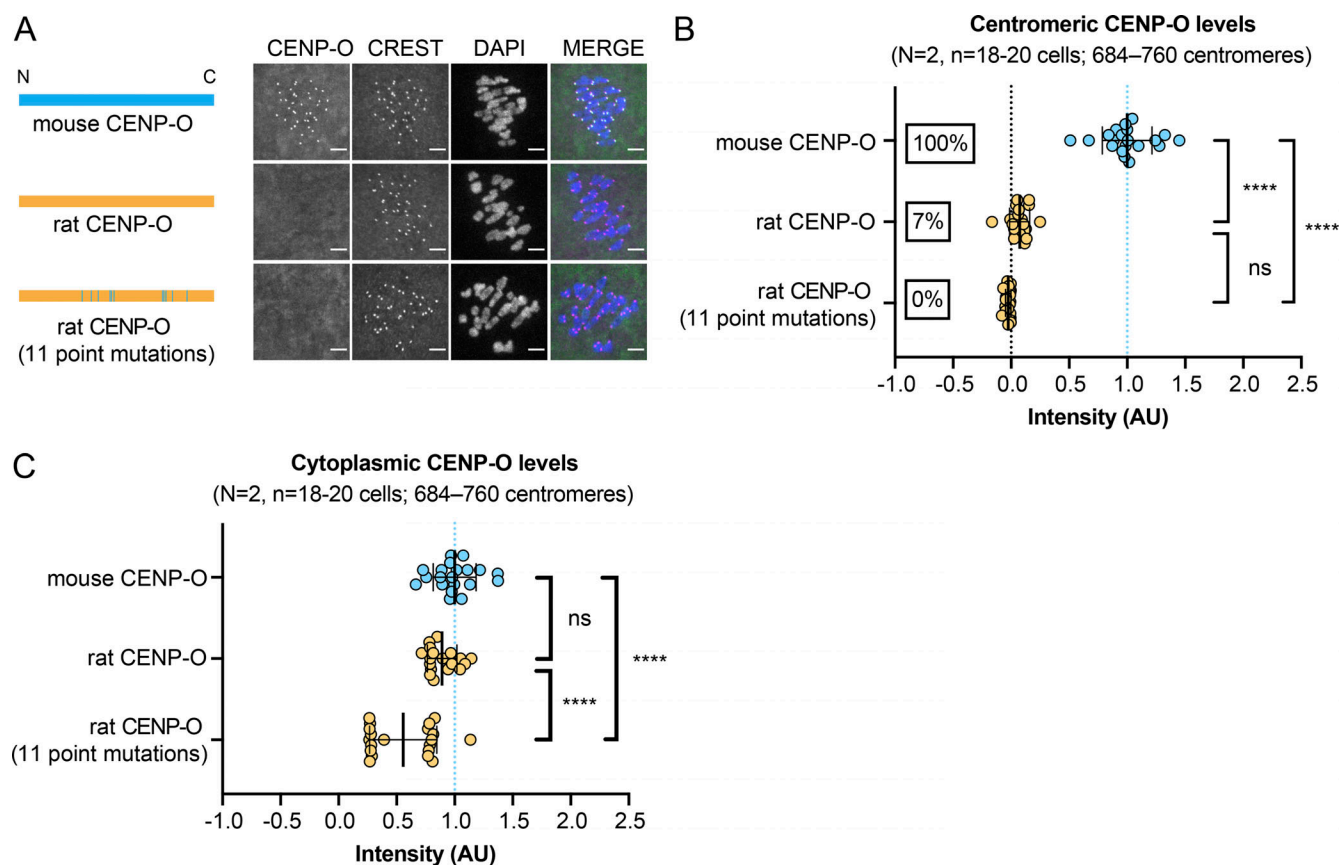 A
CENP-O CREST DAPI MERGE
N C
mouse CENP-O
rat CENP-O
rat CENP-O
(11 point mutations)
B
Centromeric CENP-O levels
(N=2, n=18-20 cells; 684–760 centromeres)
mouse CENP-O 100%
rat CENP-O 7%
rat CENP-O
(11 point mutations) 0%
****
ns
****
-1.0 -0.5 0.0 0.5 1.0 1.5 2.0 2.5
Intensity (AU)
C
Cytoplasmic CENP-O levels
(N=2, n=18-20 cells; 684–760 centromeres)
mouse CENP-O
rat CENP-O
rat CENP-O
(11 point mutations)
ns
****
****
-1.0 -0.5 0.0 0.5 1.0 1.5 2.0 2.5
Intensity (AU)